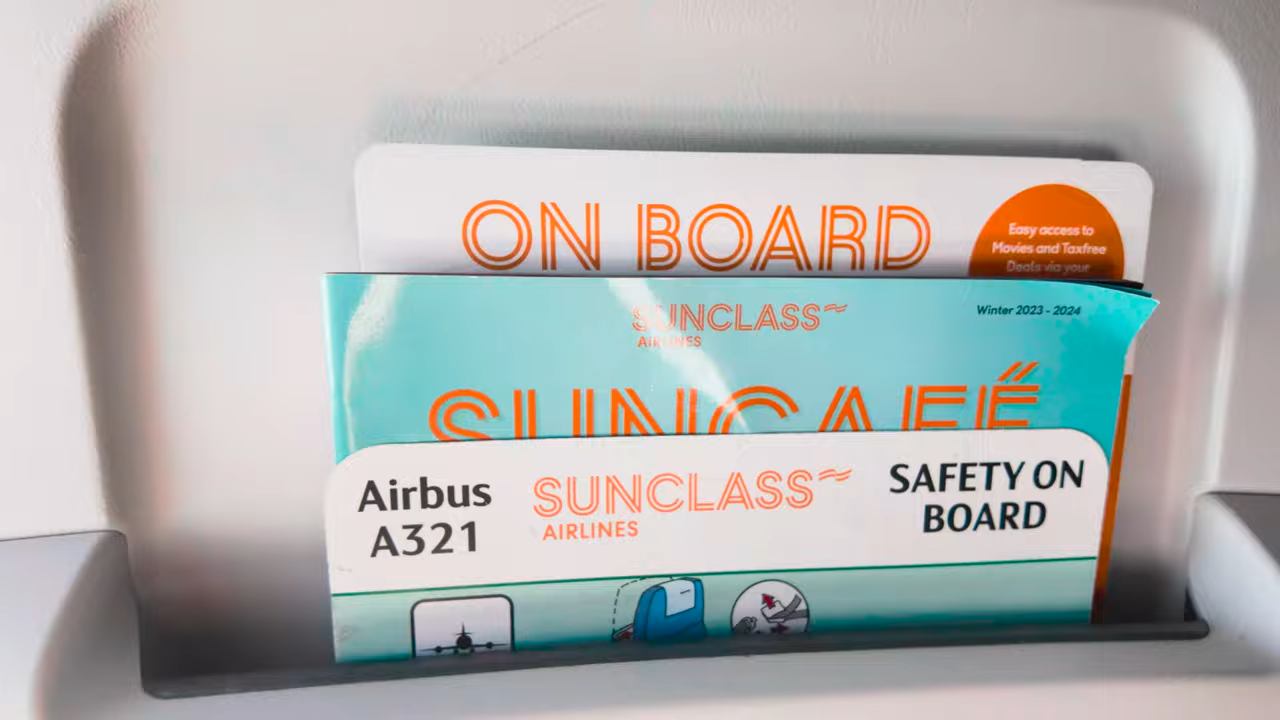 ON BOARD
Easy access to
Movies and Taxfree
Deals via your
SUNCLASS
AIRLINES
Winter 2023 - 2024
SUNCAFÉ
Airbus
A321
SUNCLASS
AIRLINES
SAFETY ON
BOARD